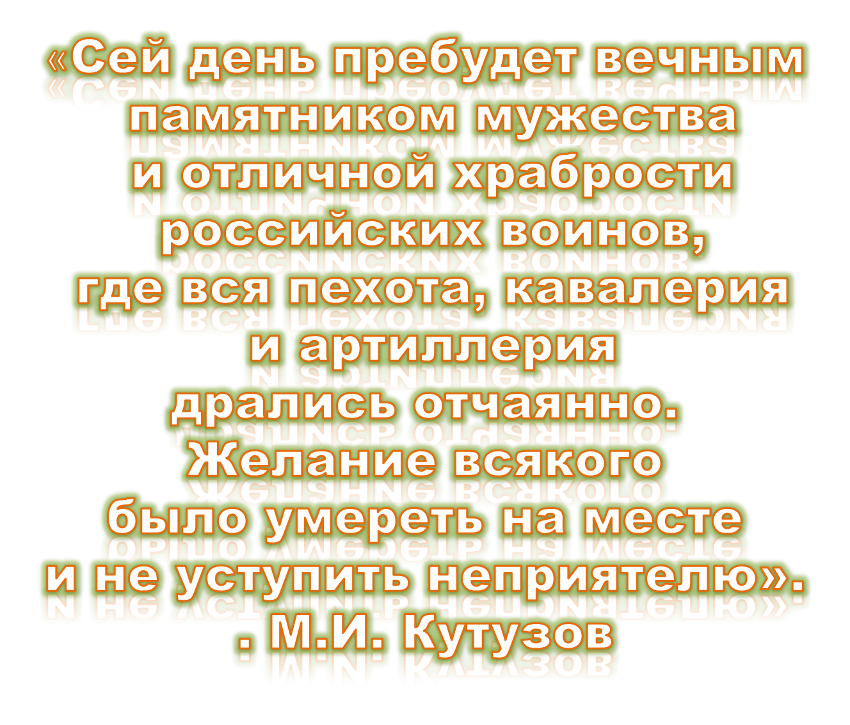 «Сей день пребудет вечным
памятником мужества
и отличной храбрости
российских воинов,
где вся пехота, кавалерия
и артиллерия
дрались отчаянно.
Желание всякого
было умереть на месте
и не уступить неприятелю».
. М.И. Кутузов